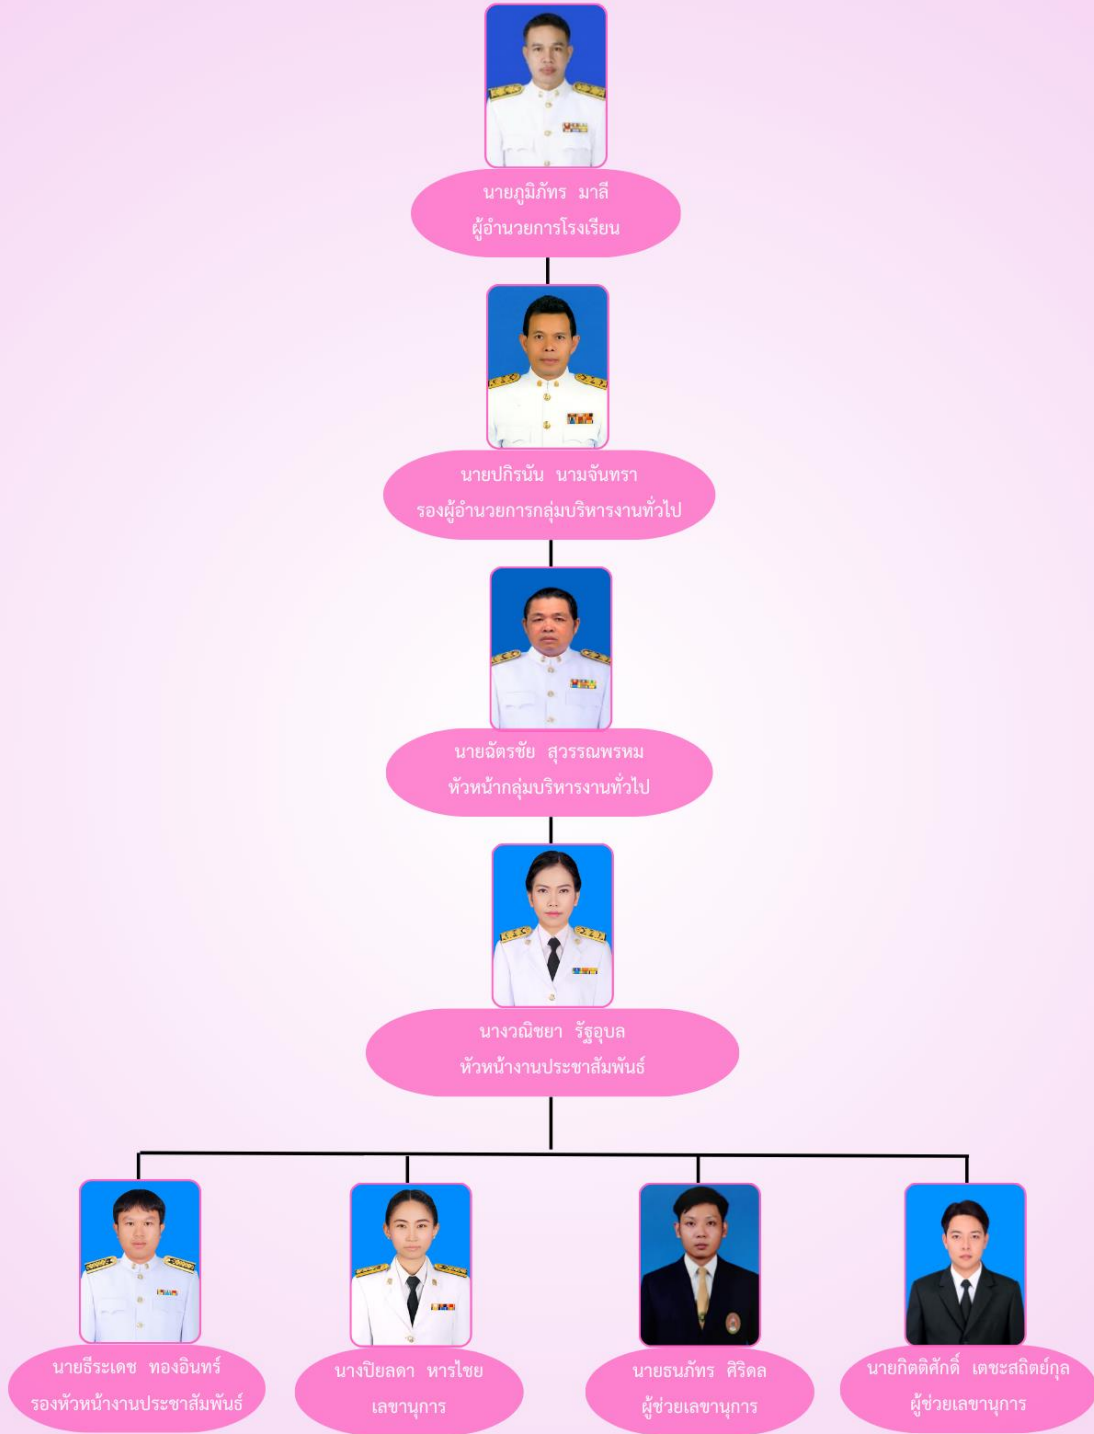 นายภูมิภัทร มาลี
ผู้อำนวยการโรงเรียน
นายปกิรนัน นามจันทรา
รองผู้อำนวยการกลุ่มบริหารงานทั่วไป
นายฉัตรชัย สุวรรณพรหม
หัวหน้ากลุ่มบริหารงานทั่วไป
นางวณิชยา รัฐอุบล
หัวหน้างานประชาสัมพันธ์
นายธีระเดช ทองอินทร์
รองหัวหน้างานประชาสัมพันธ์
นางปิยลดา หารไชย
เลขานุการ
นายธนภัทร ศิริดล
ผู้ช่วยเลขานุการ
นายกิตติศักดิ์ เตชะสถิตย์กุล
ผู้ช่วยเลขานุการ